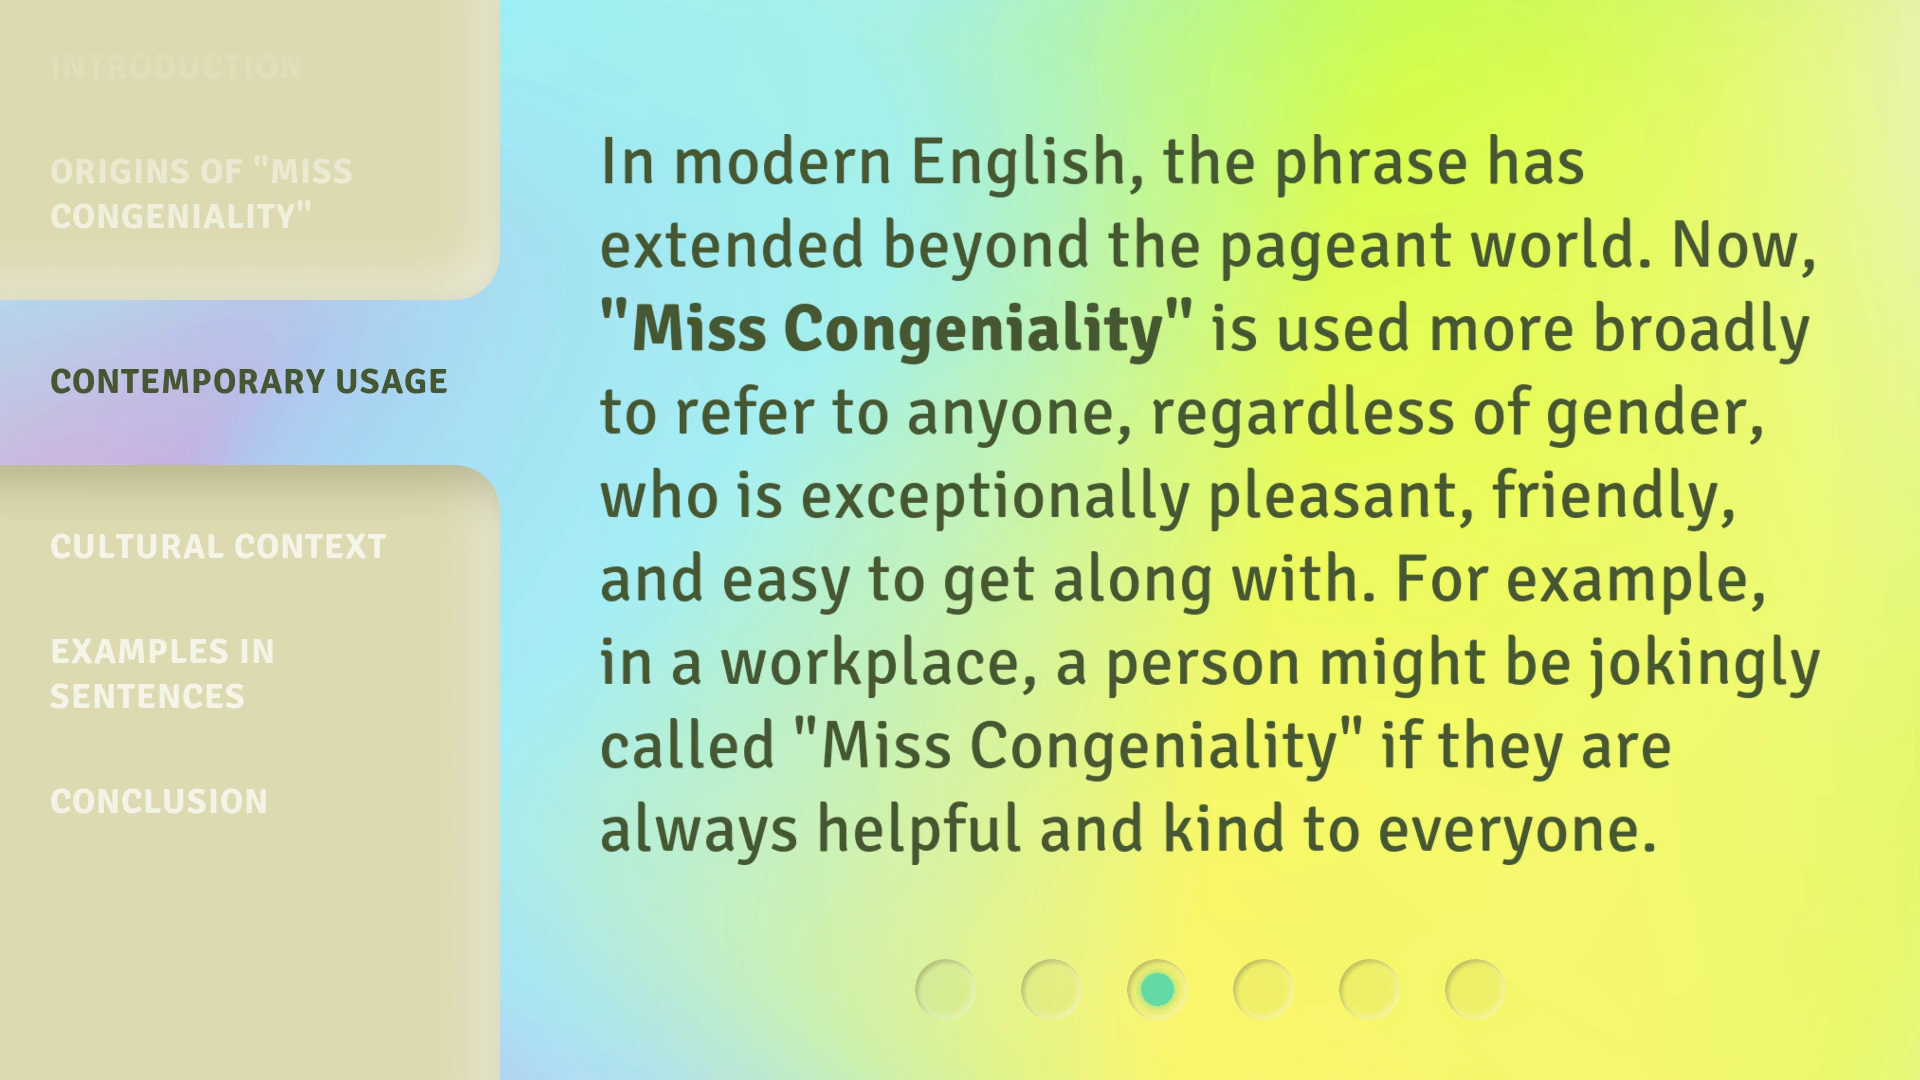 INTRODUCTION
ORIGINS OF "MISS
CONGENIALITY"
CONTEMPORARY USAGE
CULTURAL CONTEXT
EXAMPLES IN
SENTENCES
CONCLUSION
In modern English, the phrase has
extended beyond the pageant world. Now,
"Miss Congeniality" is used more broadly
to refer to anyone, regardless of gender,
who is exceptionally pleasant, friendly,
and easy to get along with. For example,
in a workplace, a person might be jokingly
called "Miss Congeniality" if they are
always helpful and kind to everyone.